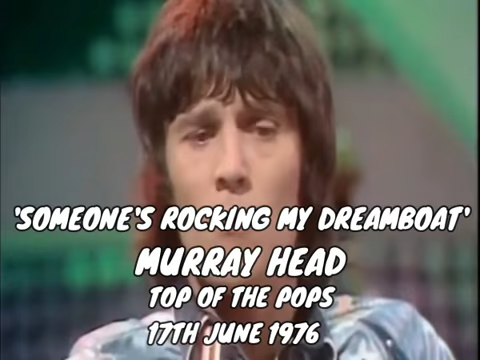 'SOMEONE'S ROCKING MY DREAMBOAT'
MURRAY HEAD
TOP OF THE POPS
17TH JUNE 1976